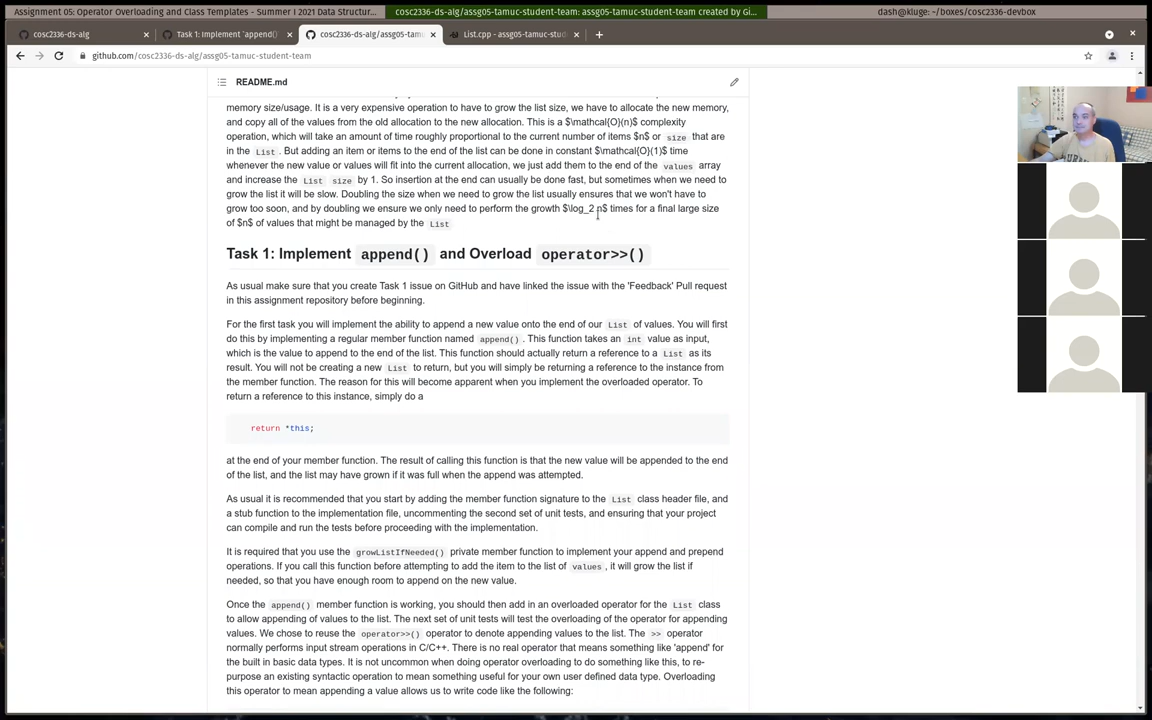 Assignment 05: Operator Overloading and Class Templates - Summer I 2021 Data Structur...
cosc2336-ds-alg/assg05-tamuc-student-team: assg05-tamuc-student-team created by Gi...
dash@kluge: ~/boxes/cosc2336-devbox
cosc2336-ds-alg
Task 1: Implement `append()
cosc2336-ds-alg/assg05-tamu
List.cpp - assg05-tamuc-stud
github.com/cosc2336-ds-alg/assg05-tamuc-student-team
README.md
memory size/usage. It is a very expensive operation to have to grow the list size, we have to allocate the new memory,
and copy all of the values from the old allocation to the new allocation. This is a $\mathcal{O}(n)$ complexity
operation, which will take an amount of time roughly proportional to the current number of items $n$ or size that are
in the List . But adding an item or items to the end of the list can be done in constant $\mathcal{O}(1)$ time
whenever the new value or values will fit into the current allocation, we just add them to the end of the values array
and increase the List size by 1. So insertion at the end can usually be done fast, but sometimes when we need to
grow the list it will be slow. Doubling the size when we need to grow the list usually ensures that we won't have to
grow too soon, and by doubling we ensure we only need to perform the growth $\log_2 n$ times for a final large size
of $n$ of values that might be managed by the List
Task 1: Implement append() and Overload operator>>()
As usual make sure that you create Task 1 issue on GitHub and have linked the issue with the 'Feedback' Pull request
in this assignment repository before beginning.
For the first task you will implement the ability to append a new value onto the end of our List of values. You will first
do this by implementing a regular member function named append() . This function takes an int value as input,
which is the value to append to the end of the list. This function should actually return a reference to a List as its
result. You will not be creating a new List to return, but you will simply be returning a reference to the instance from
the member function. The reason for this will become apparent when you implement the overloaded operator. To
return a reference to this instance, simply do a
return *this;
at the end of your member function. The result of calling this function is that the new value will be appended to the end
of the list, and the list may have grown if it was full when the append was attempted.
As usual it is recommended that you start by adding the member function signature to the List class header file, and
a stub function to the implementation file, uncommenting the second set of unit tests, and ensuring that your project
can compile and run the tests before proceeding with the implementation.
It is required that you use the growListIfNeeded() private member function to implement your append and prepend
operations. If you call this function before attempting to add the item to the list of values , it will grow the list if
needed, so that you have enough room to append on the new value.
Once the append() member function is working, you should then add in an overloaded operator for the List class
to allow appending of values to the list. The next set of unit tests will test the overloading of the operator for appending
values. We chose to reuse the operator>>() operator to denote appending values to the list. The >> operator
normally performs input stream operations in C/C++. There is no real operator that means something like 'append' for
the built in basic data types. It is not uncommon when doing operator overloading to do something like this, to re-
purpose an existing syntactic operation to mean something useful for your own user defined data type. Overloading
this operator to mean appending a value allows us to write code like the following: